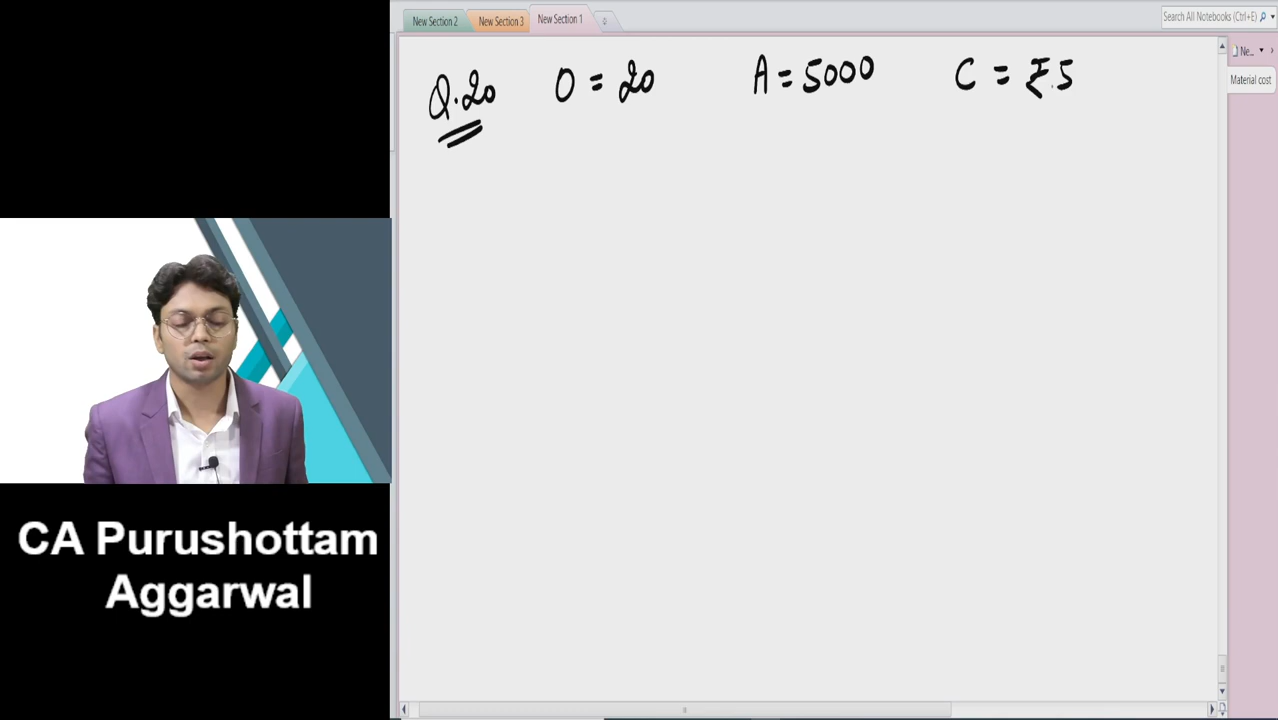 New Section 2 New Section 3 New Section 1
Search All Notebooks (Ctrl+E)
Ne...
Material cost
Q.20 O = 20 A = 5000 C = ₹.5
CA Purushottam
Aggarwal